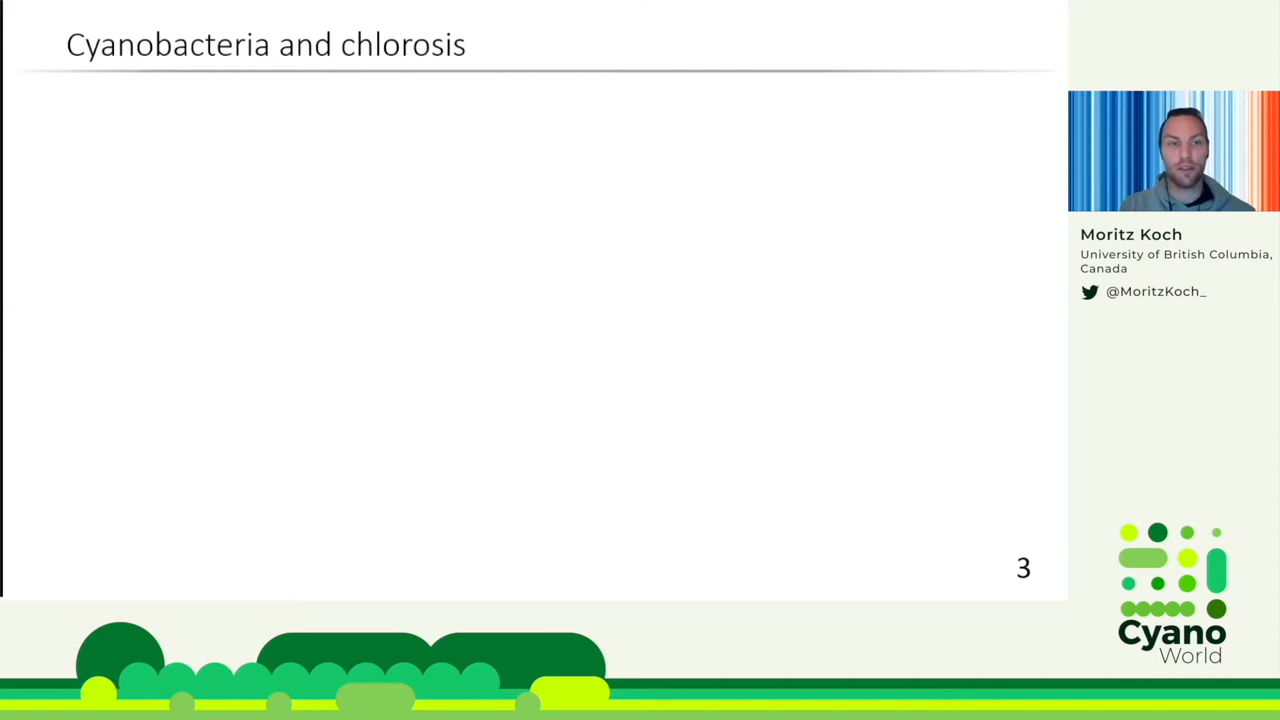 Cyanobacteria and chlorosis
Moritz Koch
University of British Columbia,
Canada
@MoritzKoch_
3
Cyano
World